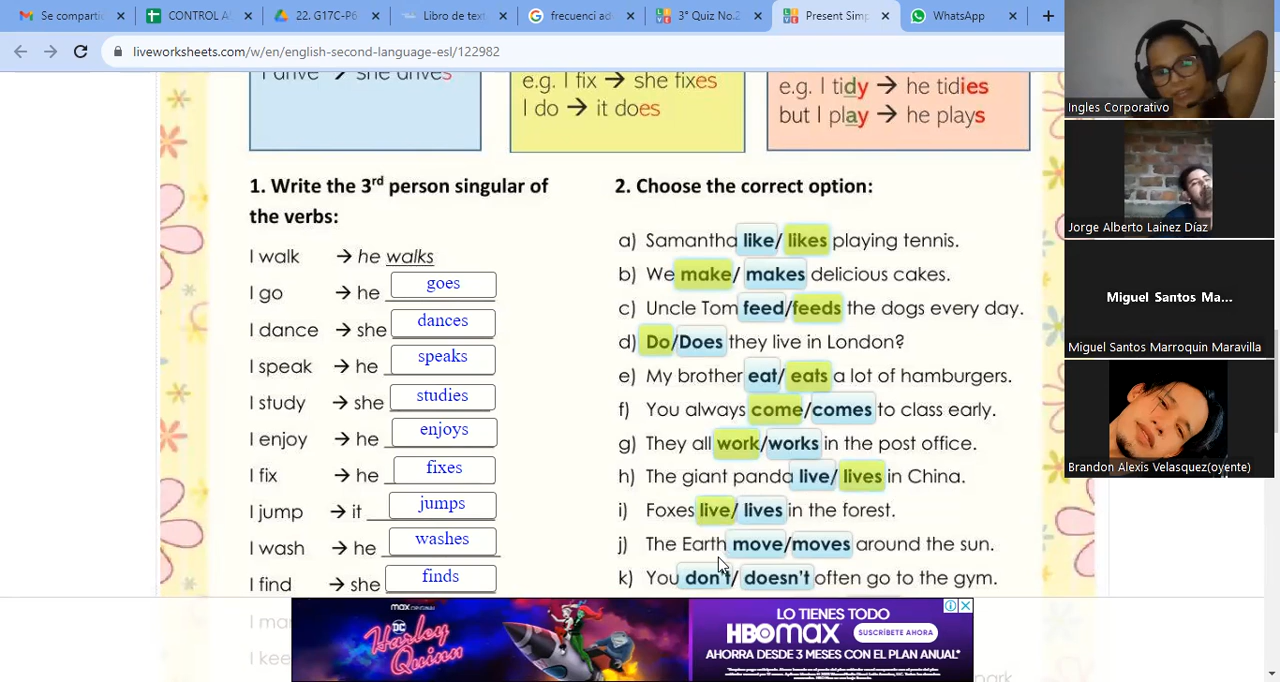 Se comparti
CONTROL A
22. G17C-P6
Libro de text
frecuenci ad
3° Quiz No.2
Present Sim
WhatsApp
liveworksheets.com/w/en/english-second-language-esl/122982
I drive → she drives
e.g. I fix → she fixes
I do → it does
e.g. I tidy → he tidies
but I play → he plays
1. Write the 3rd person singular of
the verbs:
I walk → he walks
I go → he goes
I dance → she dances
I speak → he speaks
I study → she studies
I enjoy → he enjoys
I fix → he fixes
I jump → it jumps
I wash → he washes
I find → she finds
2. Choose the correct option:
a) Samantha like/ likes playing tennis.
b) We make/ makes delicious cakes.
c) Uncle Tom feed/feeds the dogs every day.
d) Do/Does they live in London?
e) My brother eat/ eats a lot of hamburgers.
f) You always come/comes to class early.
g) They all work/works in the post office.
h) The giant panda live/ lives in China.
i) Foxes live/ lives in the forest.
j) The Earth move/moves around the sun.
k) You don't/ doesn't often go to the gym.
max ORIGINALS
DC
Harley
Quinn
LO TIENES TODO
HBOmax
SUSCRÍBETE AHORA
AHORA DESDE 3 MESES CON EL PLAN ANUAL*
Ingles Corporativo
Jorge Alberto Lainez Díaz
Miguel Santos Ma...
Miguel Santos Marroquin Maravilla
Brandon Alexis Velasquez(oyente)